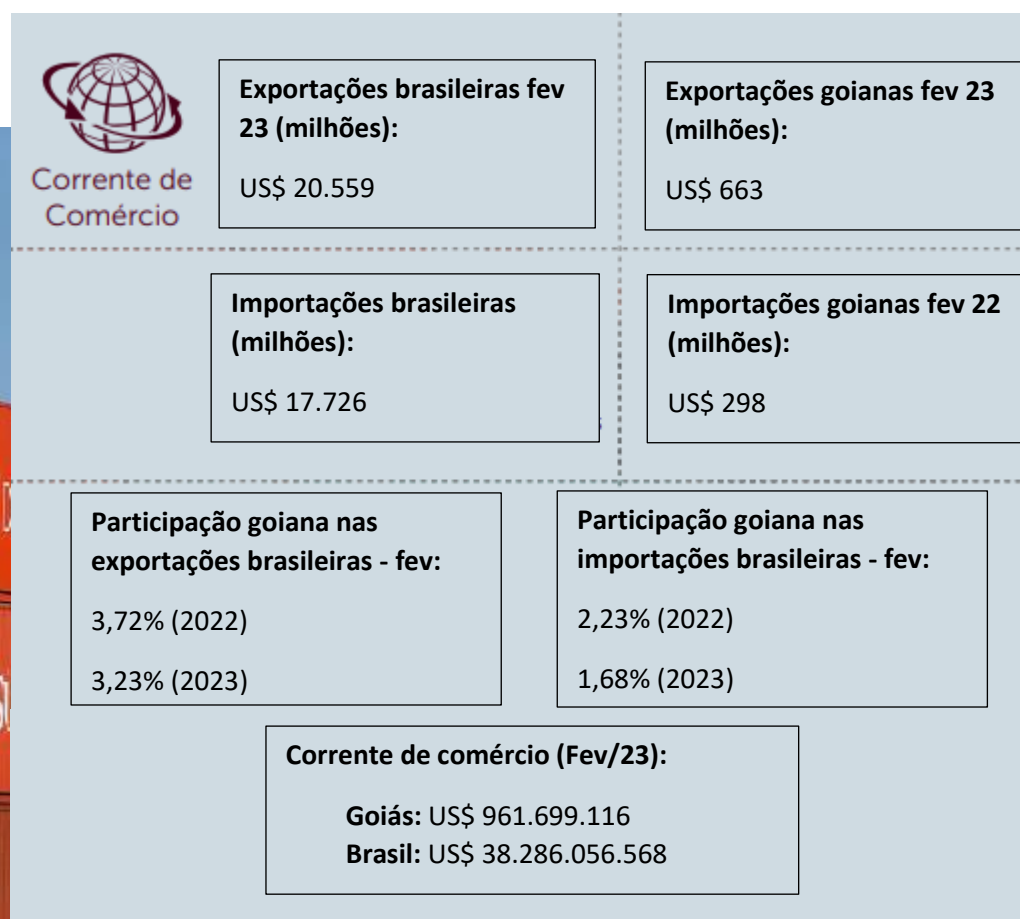 Corrente de
Comércio
Exportações brasileiras fev
23 (milhões):
US$ 20.559
Exportações goianas fev 23
(milhões):
US$ 663
Importações brasileiras
(milhões):
US$ 17.726
Importações goianas fev 22
(milhões):
US$ 298
Participação goiana nas
exportações brasileiras - fev:
3,72% (2022)
3,23% (2023)
Participação goiana nas
importações brasileiras - fev:
2,23% (2022)
1,68% (2023)
Corrente de comércio (Fev/23):
Goiás: US$ 961.699.116
Brasil: US$ 38.286.056.568